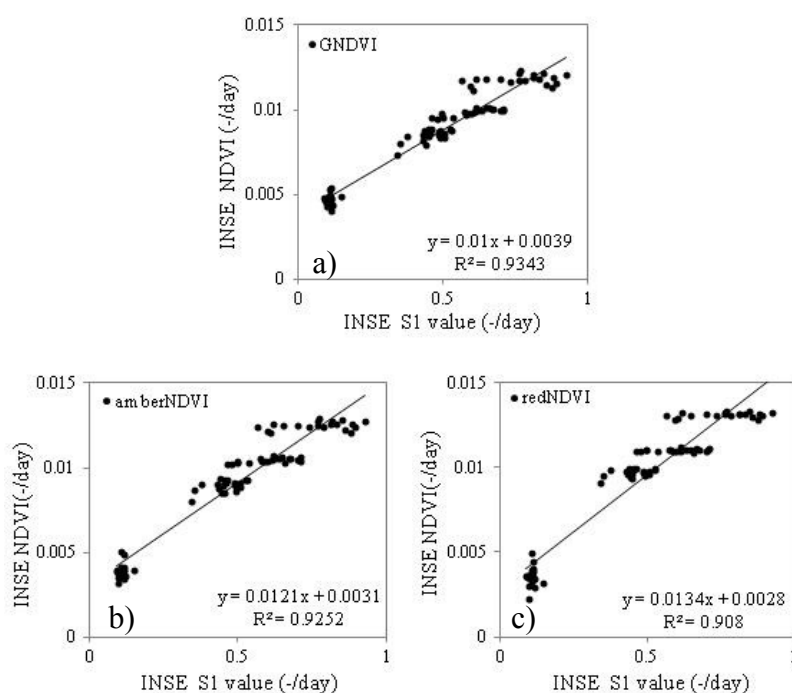 0.015
GNDVI
0.01
0.005
0
INSE NDVI (-/day)
y = 0.01x + 0.0039
R² = 0.9343
a)
0
0.5
1
INSE S1 value (-/day)
0.015
amberNDVI
0.01
0.005
0
INSE NDVI(-/day)
y = 0.0121x + 0.0031
R² = 0.9252
b)
0
0.5
1
INSE S1 value (-/day)
0.015
redNDVI
0.01
0.005
0
INSE NDVI(-/day)
y = 0.0134x + 0.0028
R² = 0.908
c)
0
0.5
1
INSE S1 value (-/day)